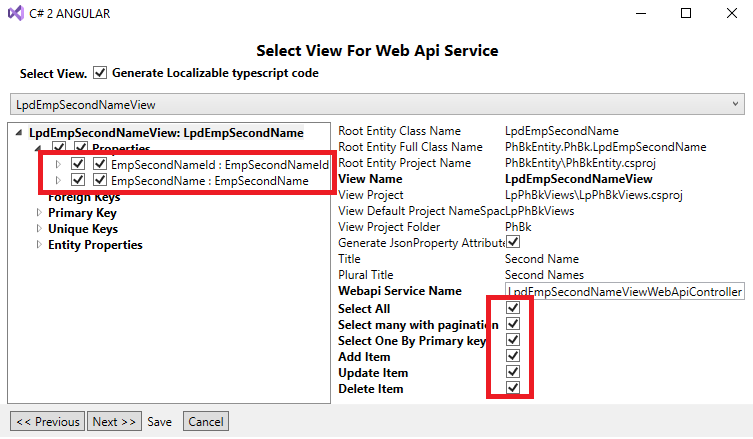 C# 2 ANGULAR
Select View For Web Api Service
Select View. Generate Localizable typescript code
LpdEmpSecondNameView
LpdEmpSecondNameView: LpdEmpSecondName
Properties
EmpSecondNameId : EmpSecondNameId
EmpSecondName : EmpSecondName
Foreign Keys
Primary Key
Unique Keys
Entity Properties
Root Entity Class Name LpdEmpSecondName
Root Entity Full Class Name PhBkEntity.PhBk.LpdEmpSecondName
Root Entity Project Name PhBkEntity\PhBkEntity.csproj
View Name LpdEmpSecondNameView
View Project LpPhBkViews\LpPhBkViews.csproj
View Default Project NameSpac LpPhBkViews
View Project Folder PhBk
Generate JsonProperty Attribute
Title Second Name
Plural Title Second Names
Webapi Service Name LpdEmpSecondNameViewWebApiController
Select All
Select many with pagination
Select One By Primary key
Add Item
Update Item
Delete Item
<< Previous Next >> Save Cancel